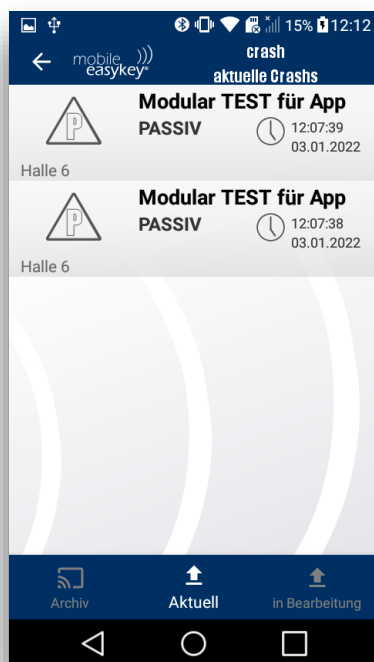 15% 12:12
mobile
easykey®
crash
aktuelle Crashs
Modular TEST für App
P
PASSIV
12:07:39
03.01.2022
Halle 6
Modular TEST für App
P
PASSIV
12:07:38
03.01.2022
Halle 6
Archiv
Aktuell
in Bearbeitung